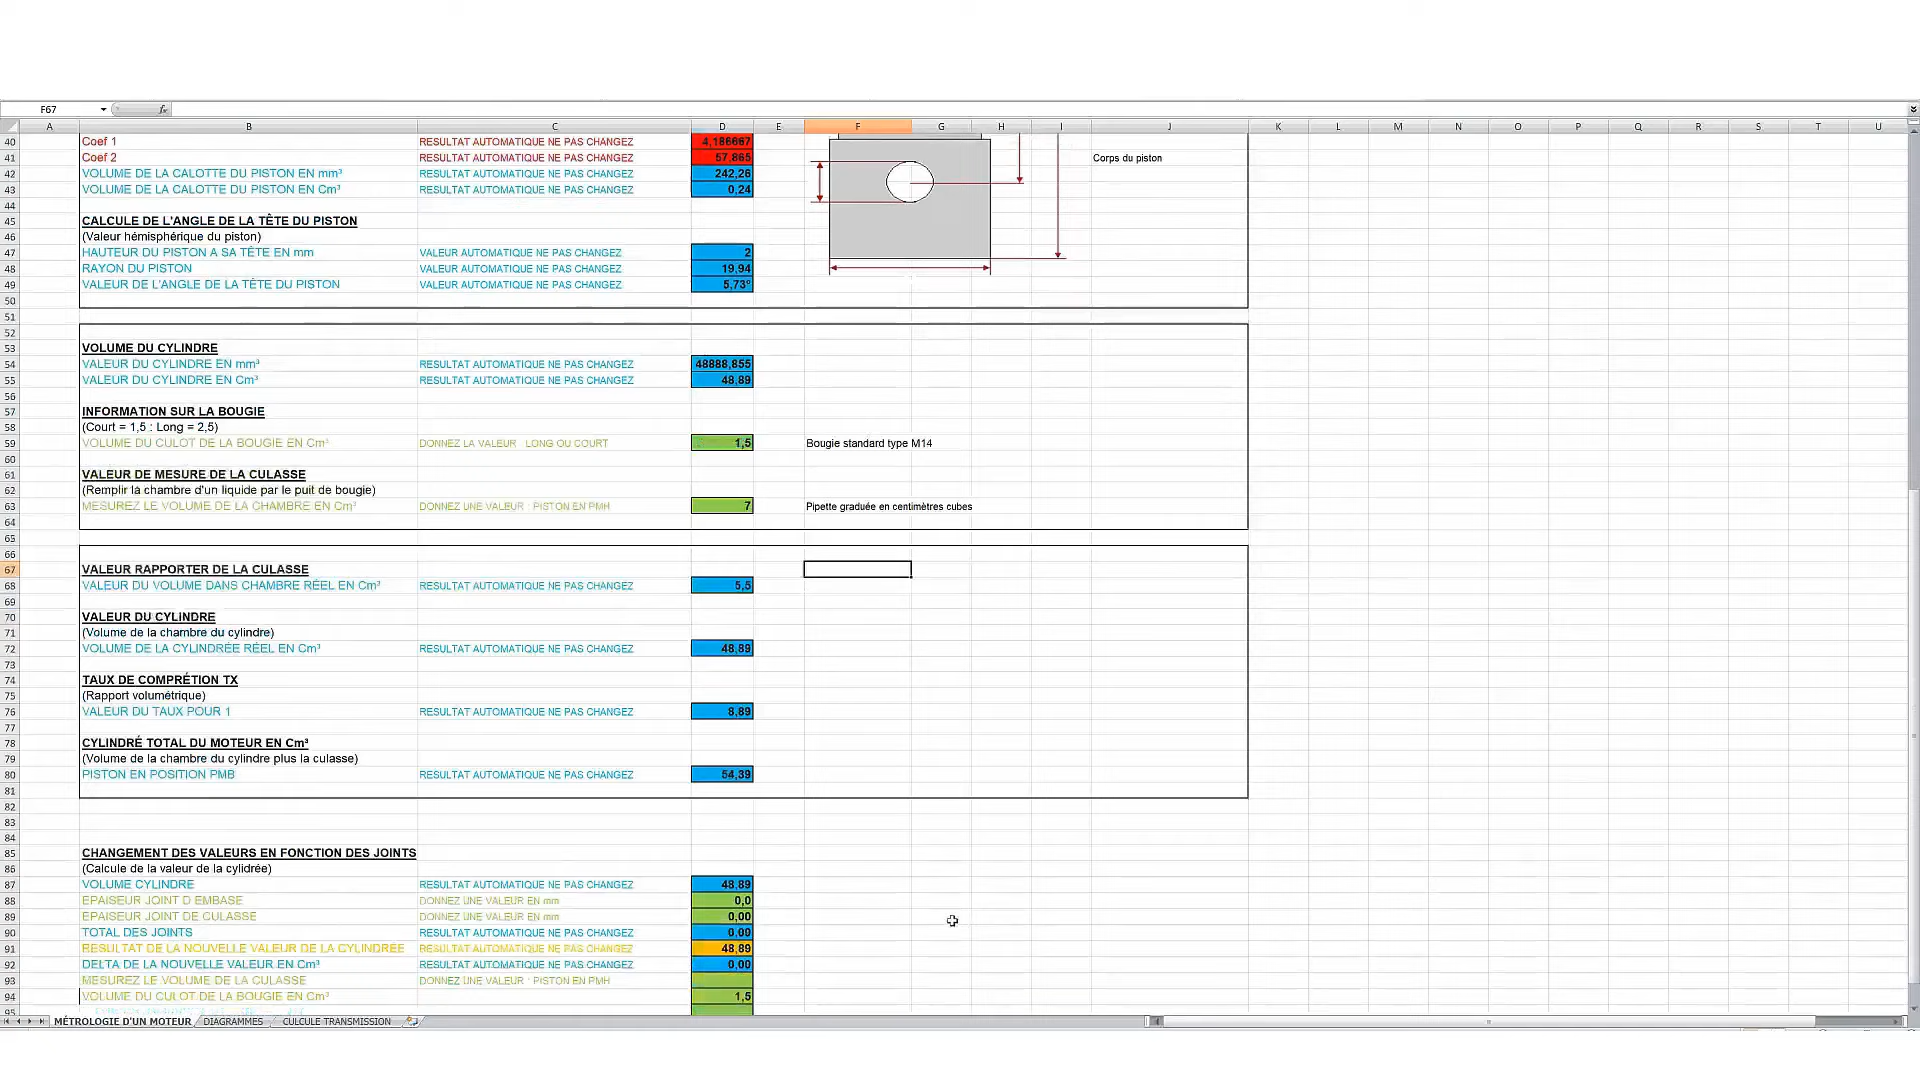 F67 fx
A B C D E F G H I J K L M N O P Q R S T U
40 Coef 1 RESULTAT AUTOMATIQUE NE PAS CHANGEZ 4,186667
41 Coef 2 RESULTAT AUTOMATIQUE NE PAS CHANGEZ 57,865 Corps du piston
42 VOLUME DE LA CALOTTE DU PISTON EN mm³ RESULTAT AUTOMATIQUE NE PAS CHANGEZ 242,26
43 VOLUME DE LA CALOTTE DU PISTON EN Cm³ RESULTAT AUTOMATIQUE NE PAS CHANGEZ 0,24
44
45 CALCULE DE L'ANGLE DE LA TÊTE DU PISTON
46 (Valeur hémisphérique du piston)
47 HAUTEUR DU PISTON A SA TÊTE EN mm VALEUR AUTOMATIQUE NE PAS CHANGEZ 2
48 RAYON DU PISTON VALEUR AUTOMATIQUE NE PAS CHANGEZ 19,94
49 VALEUR DE L'ANGLE DE LA TÊTE DU PISTON VALEUR AUTOMATIQUE NE PAS CHANGEZ 5,73°
50
51
52
53 VOLUME DU CYLINDRE
54 VALEUR DU CYLINDRE EN mm³ RESULTAT AUTOMATIQUE NE PAS CHANGEZ 48888,855
55 VALEUR DU CYLINDRE EN Cm³ RESULTAT AUTOMATIQUE NE PAS CHANGEZ 48,89
56
57 INFORMATION SUR LA BOUGIE
58 (Court = 1,5 : Long = 2,5)
59 VOLUME DU CULOT DE LA BOUGIE EN Cm³ DONNEZ LA VALEUR : LONG OU COURT 1,5 Bougie standard type M14
60
61 VALEUR DE MESURE DE LA CULASSE
62 (Remplir la chambre d'un liquide par le puit de bougie)
63 MESUREZ LE VOLUME DE LA CHAMBRE EN Cm³ DONNEZ UNE VALEUR : PISTON EN PMH 7 Pipette graduée en centimètres cubes
64
65
66
67 VALEUR RAPPORTER DE LA CULASSE
68 VALEUR DU VOLUME DANS CHAMBRE RÉEL EN Cm³ RESULTAT AUTOMATIQUE NE PAS CHANGEZ 5,5
69
70 VALEUR DU CYLINDRE
71 (Volume de la chambre du cylindre)
72 VOLUME DE LA CYLINDRÉE RÉEL EN Cm³ RESULTAT AUTOMATIQUE NE PAS CHANGEZ 48,89
73
74 TAUX DE COMPRÉTION TX
75 (Rapport volumétrique)
76 VALEUR DU TAUX POUR 1 RESULTAT AUTOMATIQUE NE PAS CHANGEZ 8,89
77
78 CYLINDRÉ TOTAL DU MOTEUR EN Cm³
79 (Volume de la chambre du cylindre plus la culasse)
80 PISTON EN POSITION PMB RESULTAT AUTOMATIQUE NE PAS CHANGEZ 54,39
81
82
83
84
85 CHANGEMENT DES VALEURS EN FONCTION DES JOINTS
86 (Calcule de la valeur de la cylidrée)
87 VOLUME CYLINDRE RESULTAT AUTOMATIQUE NE PAS CHANGEZ 48,89
88 EPAISEUR JOINT D EMBASE DONNEZ UNE VALEUR EN mm 0,0
89 EPAISEUR JOINT DE CULASSE DONNEZ UNE VALEUR EN mm 0,00
90 TOTAL DES JOINTS RESULTAT AUTOMATIQUE NE PAS CHANGEZ 0,00
91 RESULTAT DE LA NOUVELLE VALEUR DE LA CYLINDRÉE RESULTAT AUTOMATIQUE NE PAS CHANGEZ 48,89
92 DELTA DE LA NOUVELLE VALEUR EN Cm³ RESULTAT AUTOMATIQUE NE PAS CHANGEZ 0,00
93 MESUREZ LE VOLUME DE LA CULASSE DONNEZ UNE VALEUR : PISTON EN PMH
94 VOLUME DU CULOT DE LA BOUGIE EN Cm³ 1,5
95
MÉTROLOGIE D'UN MOTEUR DIAGRAMMES CULCULE TRANSMISSION